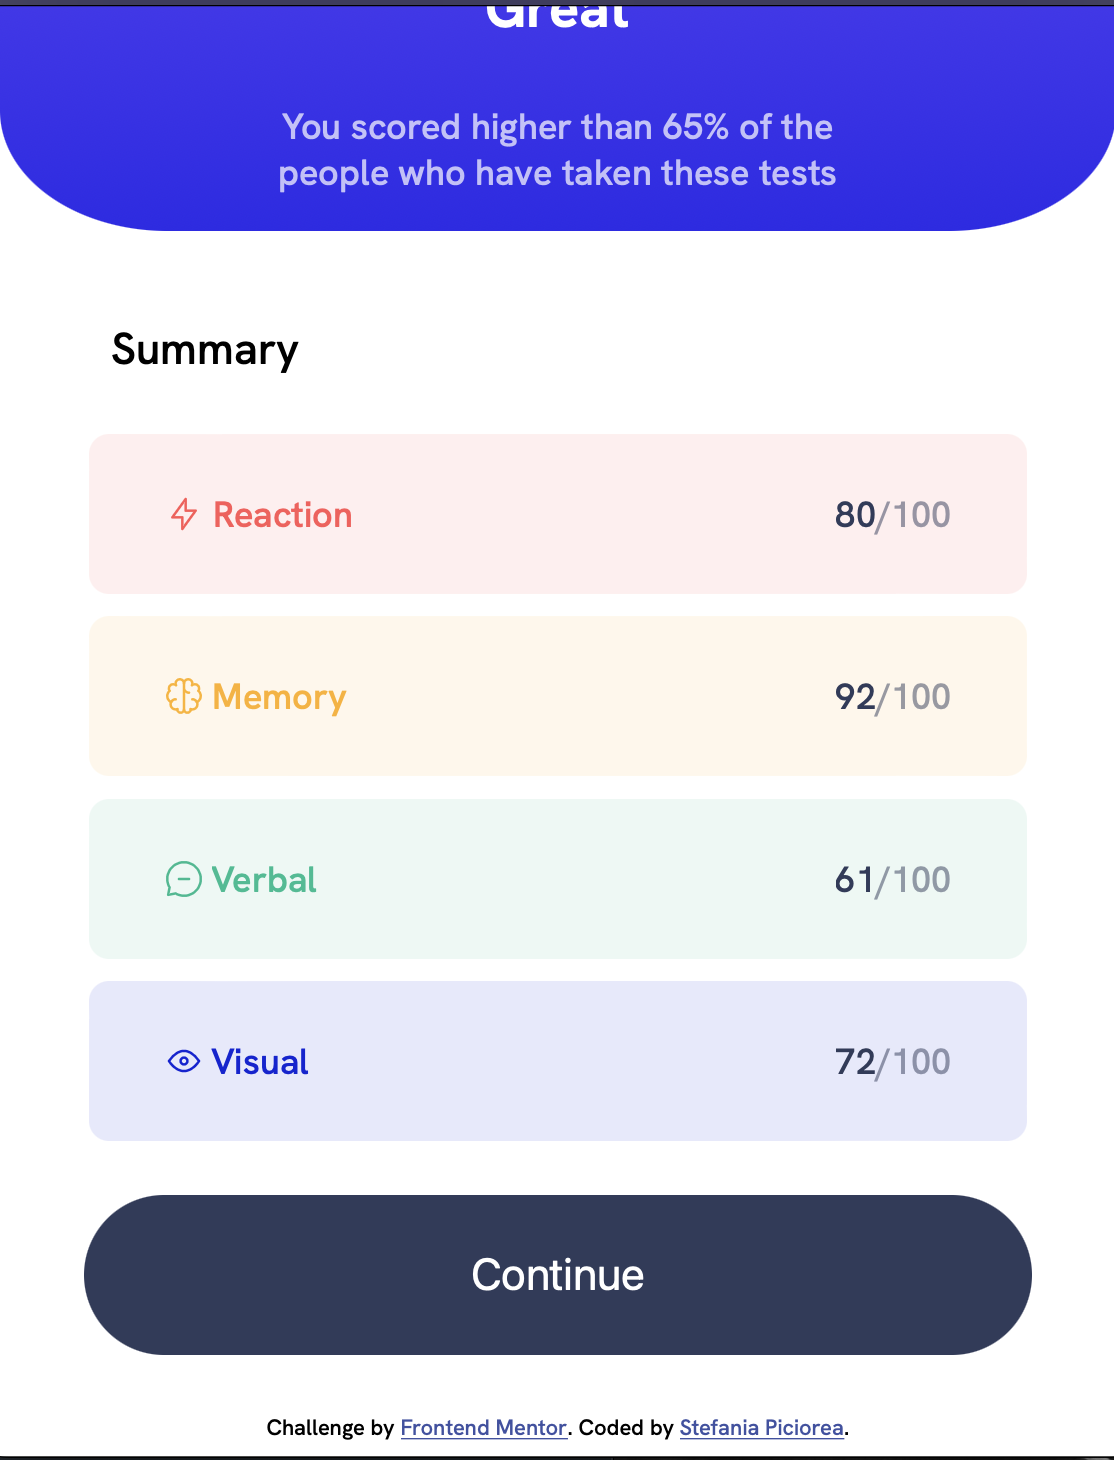 Great
You scored higher than 65% of the
people who have taken these tests
Summary
Reaction 80/100
Memory 92/100
Verbal 61/100
Visual 72/100
Continue
Challenge by Frontend Mentor. Coded by Stefania Piciorea.